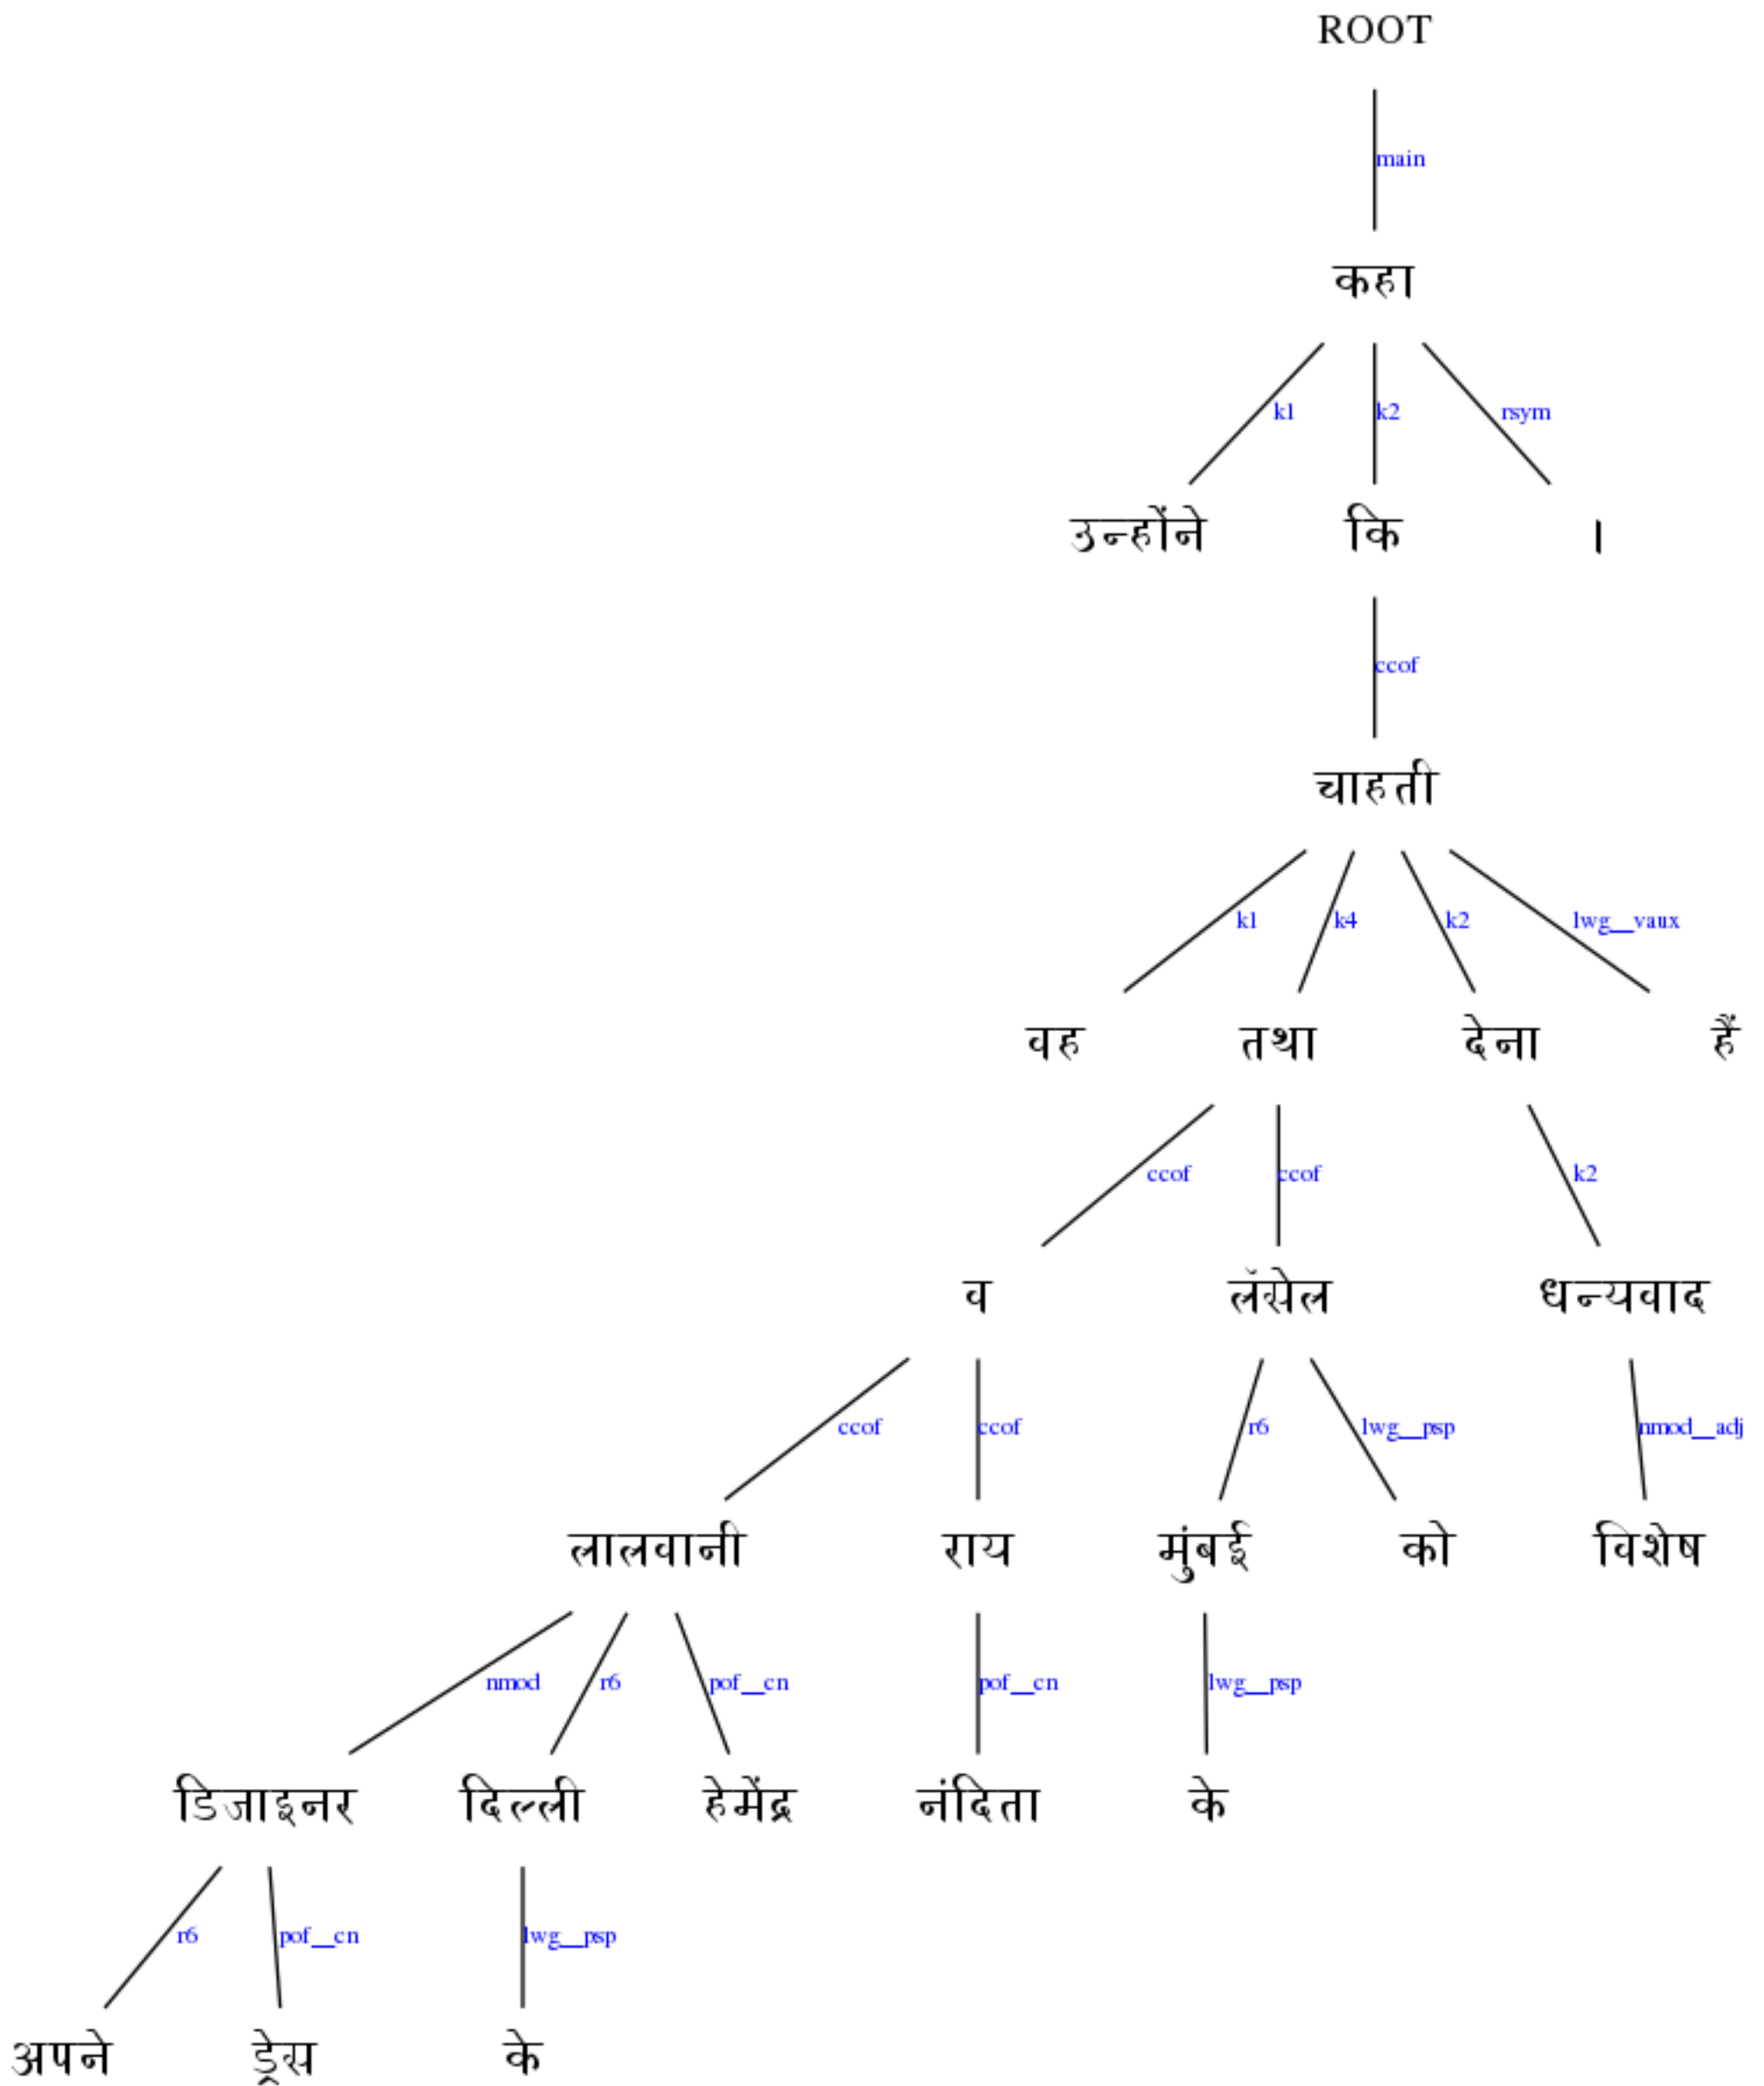 ROOT
main
कहा
k1 k2 rsym
उन्होंने कि ।
ccof
चाहती
k1 k4 k2 lwg__vaux
वह तथा देना हैं
ccof ccof k2
व लॅसेल धन्यवाद
ccof ccof r6 lwg__psp nmod__adj
लालवानी राय मुंबई को विशेष
nmod r6 pof__cn pof__cn lwg__psp
डिजाइनर दिल्ली हेमेंद्र नंदिता के
r6 pof__cn lwg__psp
अपने ड्रेस के